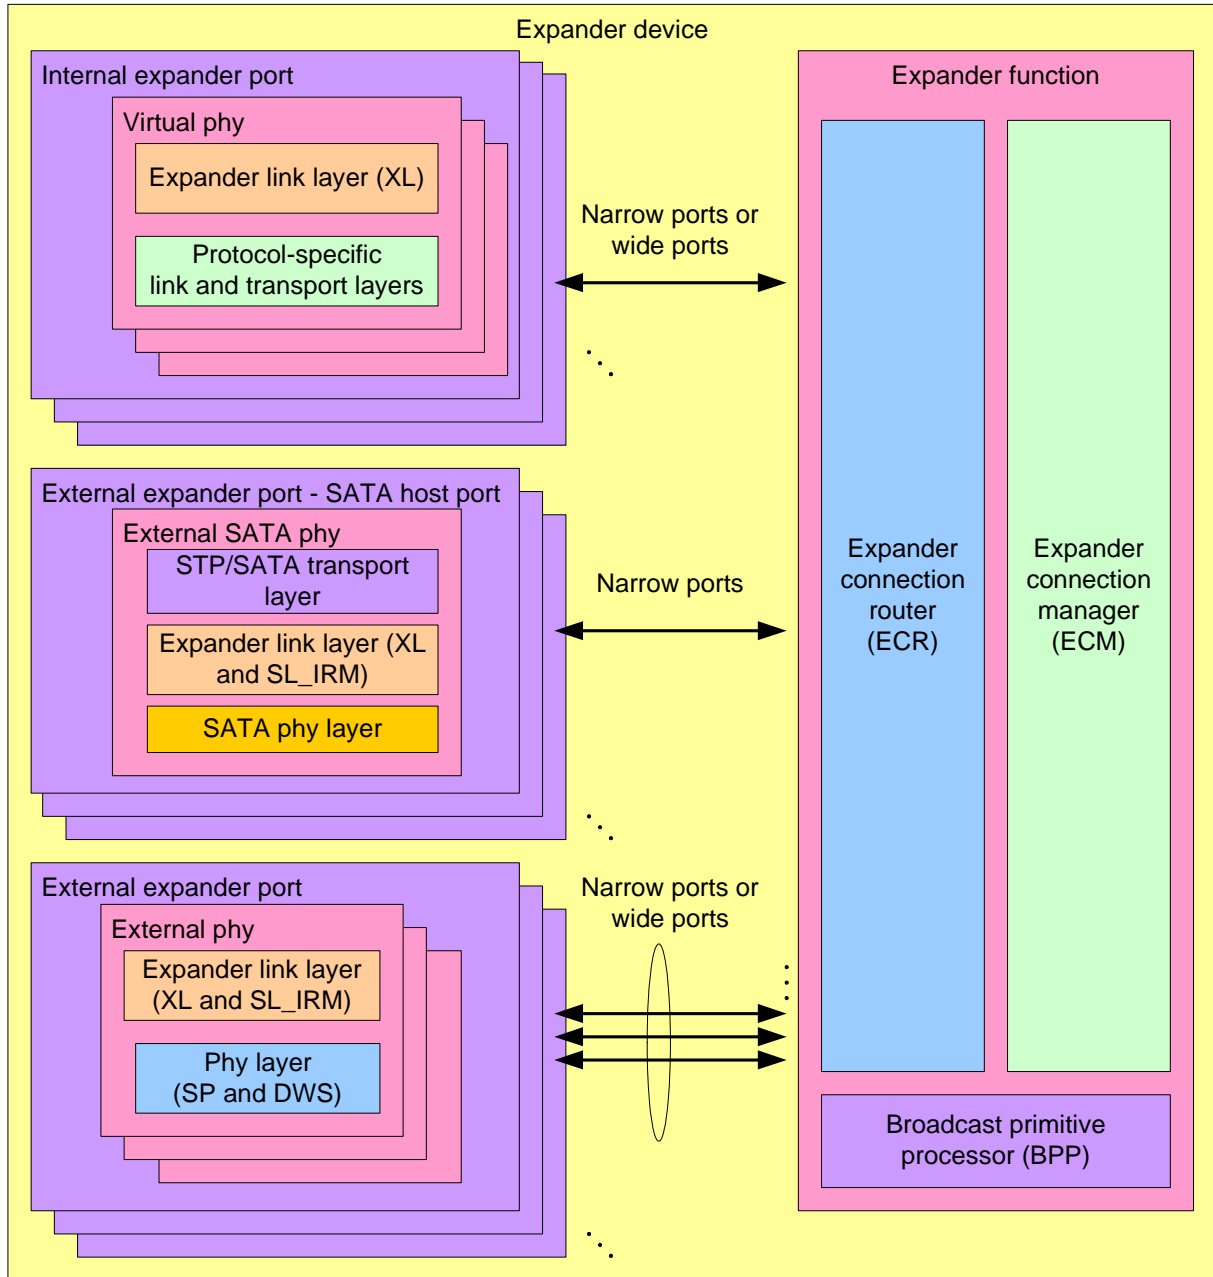 Expander device
Internal expander port
Virtual phy
Expander link layer (XL)
Protocol-specific
link and transport layers
Narrow ports or
wide ports
External expander port - SATA host port
External SATA phy
STP/SATA transport
layer
Expander link layer (XL
and SL_IRM)
SATA phy layer
Narrow ports
External expander port
External phy
Expander link layer
(XL and SL_IRM)
Phy layer
(SP and DWS)
Narrow ports or
wide ports
Expander function
Expander
connection
router
(ECR)
Expander
connection
manager
(ECM)
Broadcast primitive
processor (BPP)